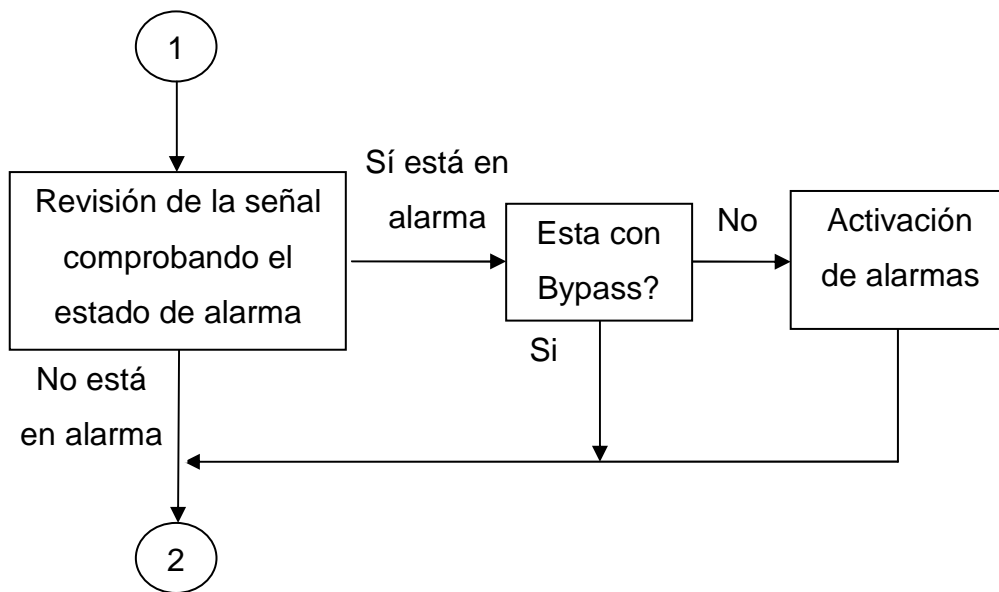 1
Revisión de la señal
comprobando el
estado de alarma
Sí está en
alarma
Esta con
Bypass?
No
Activación
de alarmas
Si
No está
en alarma
2